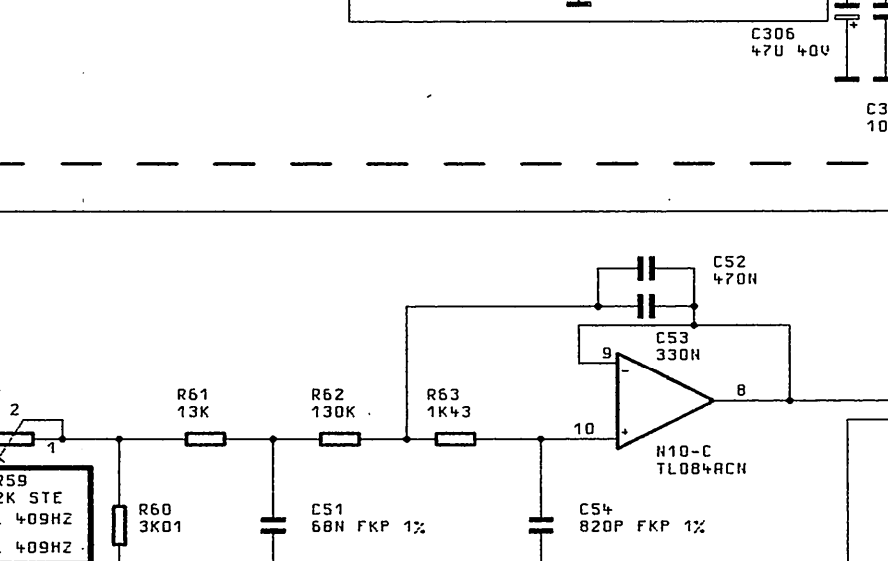 C306
47U 40V
C3
10
C52
470N
C53
330N
9
8
R61
13K
R62
130K
R63
1K43
2
1
10
N10-C
TL084ACN
R59
2K STE
409HZ
409HZ
R60
3K01
C51
68N FKP 1%
C54
820P FKP 1%